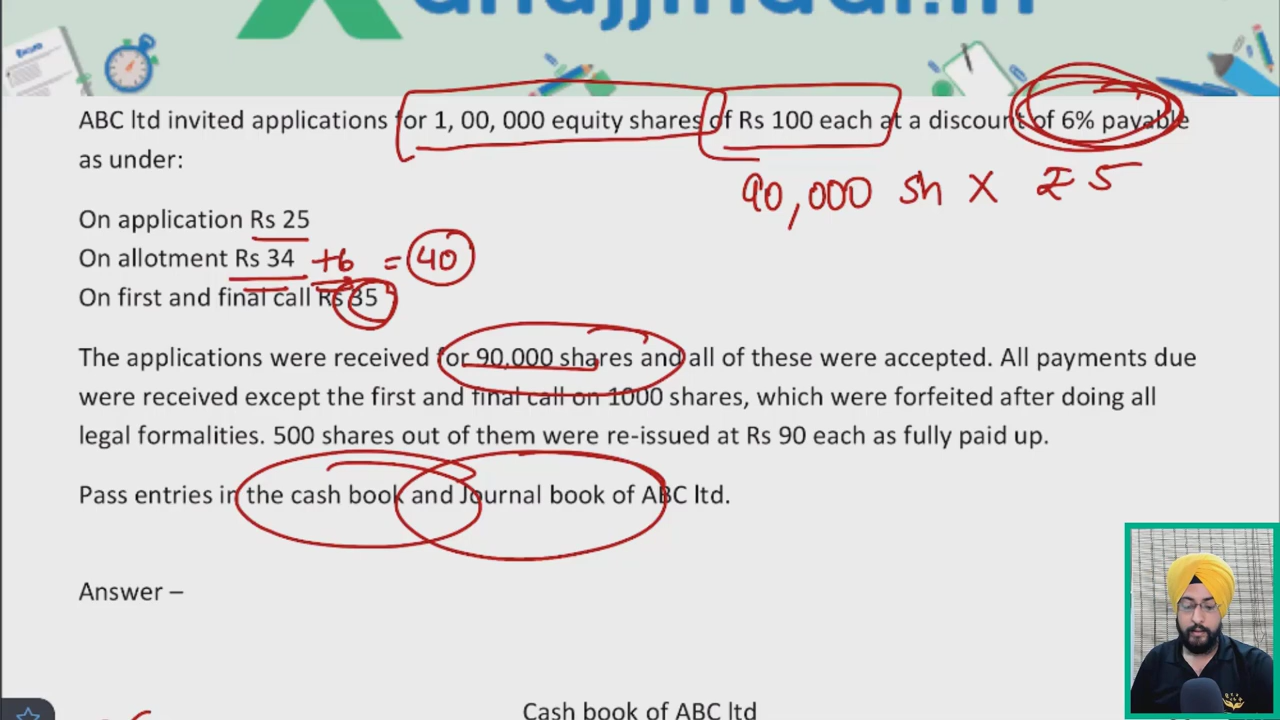 ABC ltd invited applications for 1, 00, 000 equity shares of Rs 100 each at a discount of 6% payable
as under:
90,000 sh X ₹ 5
On application Rs 25
On allotment Rs 34 +6 = 40
On first and final call Rs 35
The applications were received for 90,000 shares and all of these were accepted. All payments due
were received except the first and final call on 1000 shares, which were forfeited after doing all
legal formalities. 500 shares out of them were re-issued at Rs 90 each as fully paid up.
Pass entries in the cash book and Journal book of ABC ltd.
Answer –
Cash book of ABC ltd